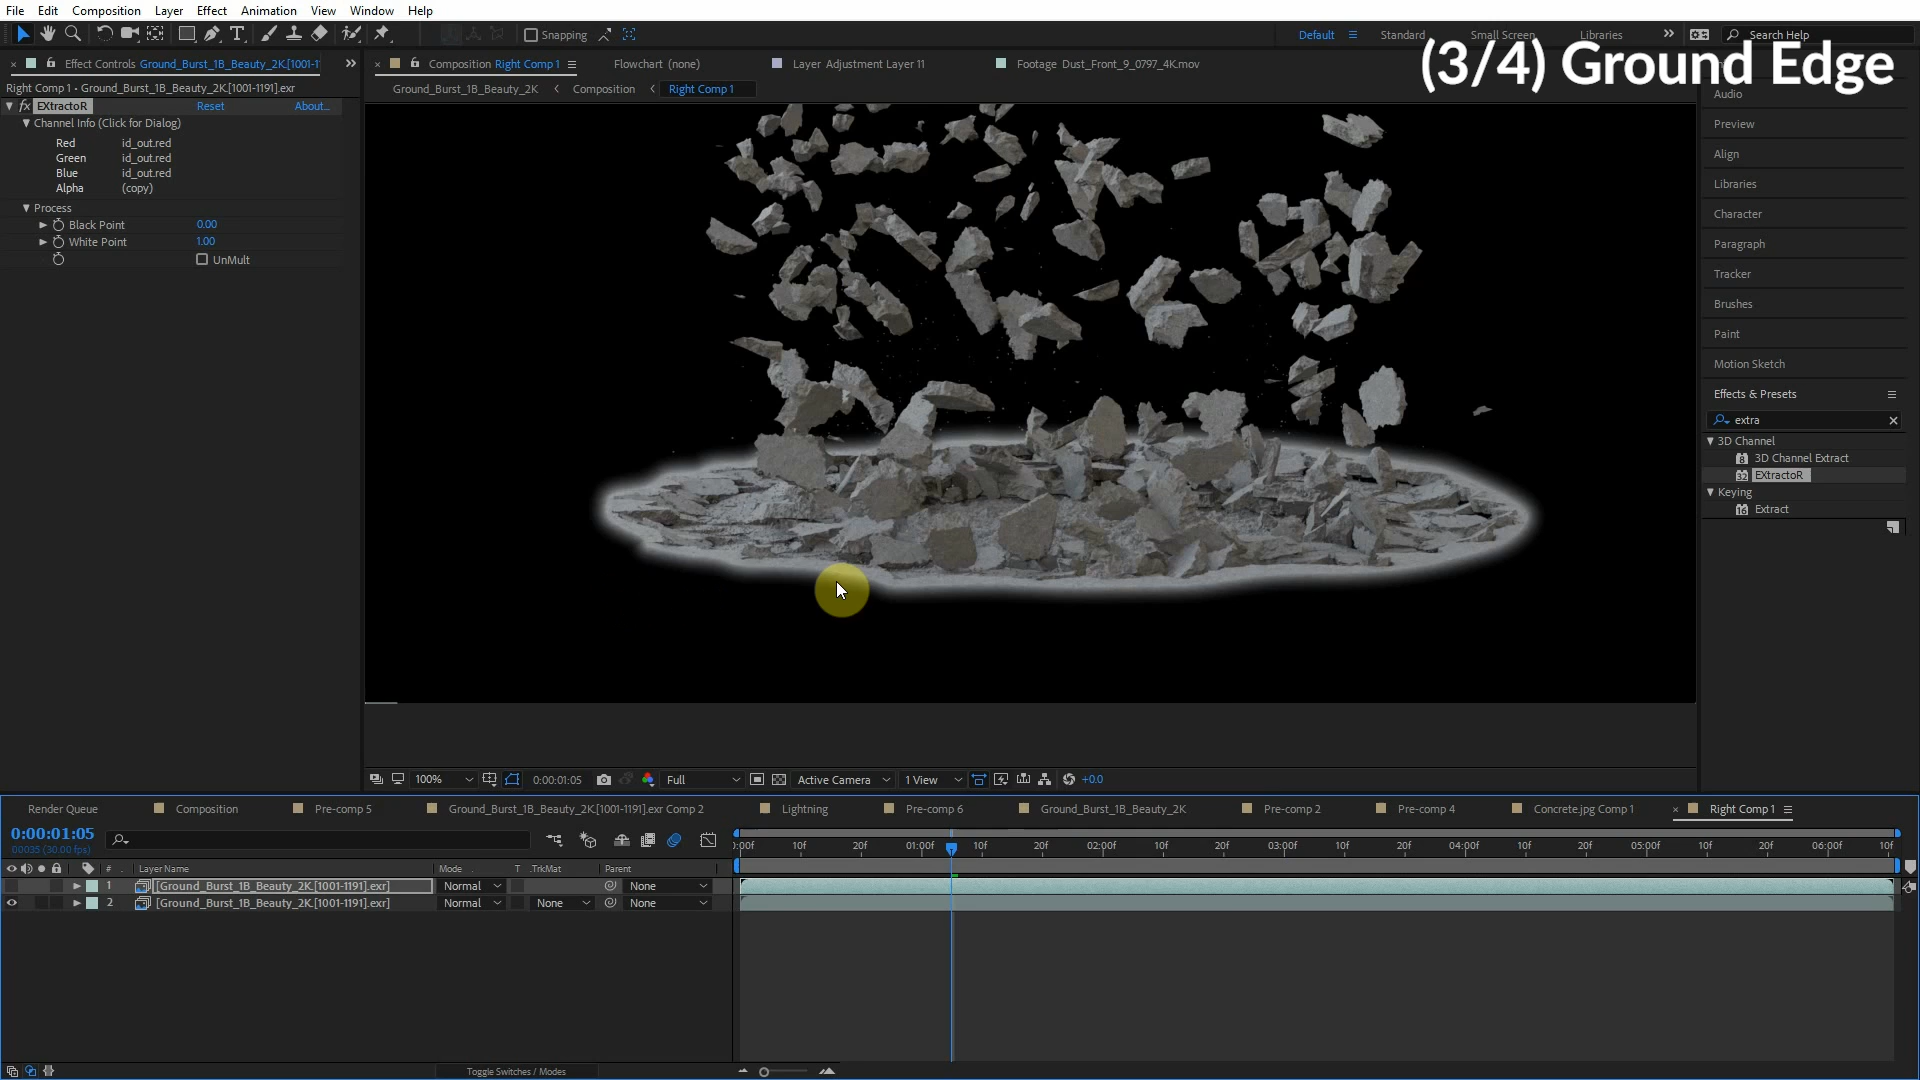 File Edit Composition Layer Effect Animation View Window Help
Snapping
Default
Standard
Small Screen
Libraries
Search Help
(3/4) Ground Edge
Effect Controls Ground_Burst_1B_Beauty_2K.[1001-1
Composition Right Comp 1
Flowchart (none)
Layer Adjustment Layer 11
Footage Dust_Front_9_0797_4K.mov
Right Comp 1 • Ground_Burst_1B_Beauty_2K.[1001-1191].exr
Ground_Burst_1B_Beauty_2K
Composition
Right Comp 1
fx EXtractoR Reset About...
Channel Info (Click for Dialog)
Red id_out.red
Green id_out.red
Blue id_out.red
Alpha (copy)
Process
Black Point 0.00
White Point 1.00
UnMult
Audio
Preview
Align
Libraries
Character
Paragraph
Tracker
Brushes
Paint
Motion Sketch
Effects & Presets
extra
3D Channel
8 3D Channel Extract
32 EXtractoR
Keying
16 Extract
100% 0:00:01:05 Full Active Camera 1 View +0.0
Render Queue
Composition
Pre-comp 5
Ground_Burst_1B_Beauty_2K.[1001-1191].exr Comp 2
Lightning
Pre-comp 6
Ground_Burst_1B_Beauty_2K
Pre-comp 2
Pre-comp 4
Concrete.jpg Comp 1
Right Comp 1
0:00:01:05
00035 (30.00 fps)
):00f 10f 20f 01:00f 10f 20f 02:00f 10f 20f 03:00f 10f 20f 04:00f 10f 20f 05:00f 10f 20f 06:00f 10f
# Layer Name Mode T .TrkMat Parent
1 [Ground_Burst_1B_Beauty_2K.[1001-1191].exr] Normal None
2 [Ground_Burst_1B_Beauty_2K.[1001-1191].exr] Normal None None
Toggle Switches / Modes